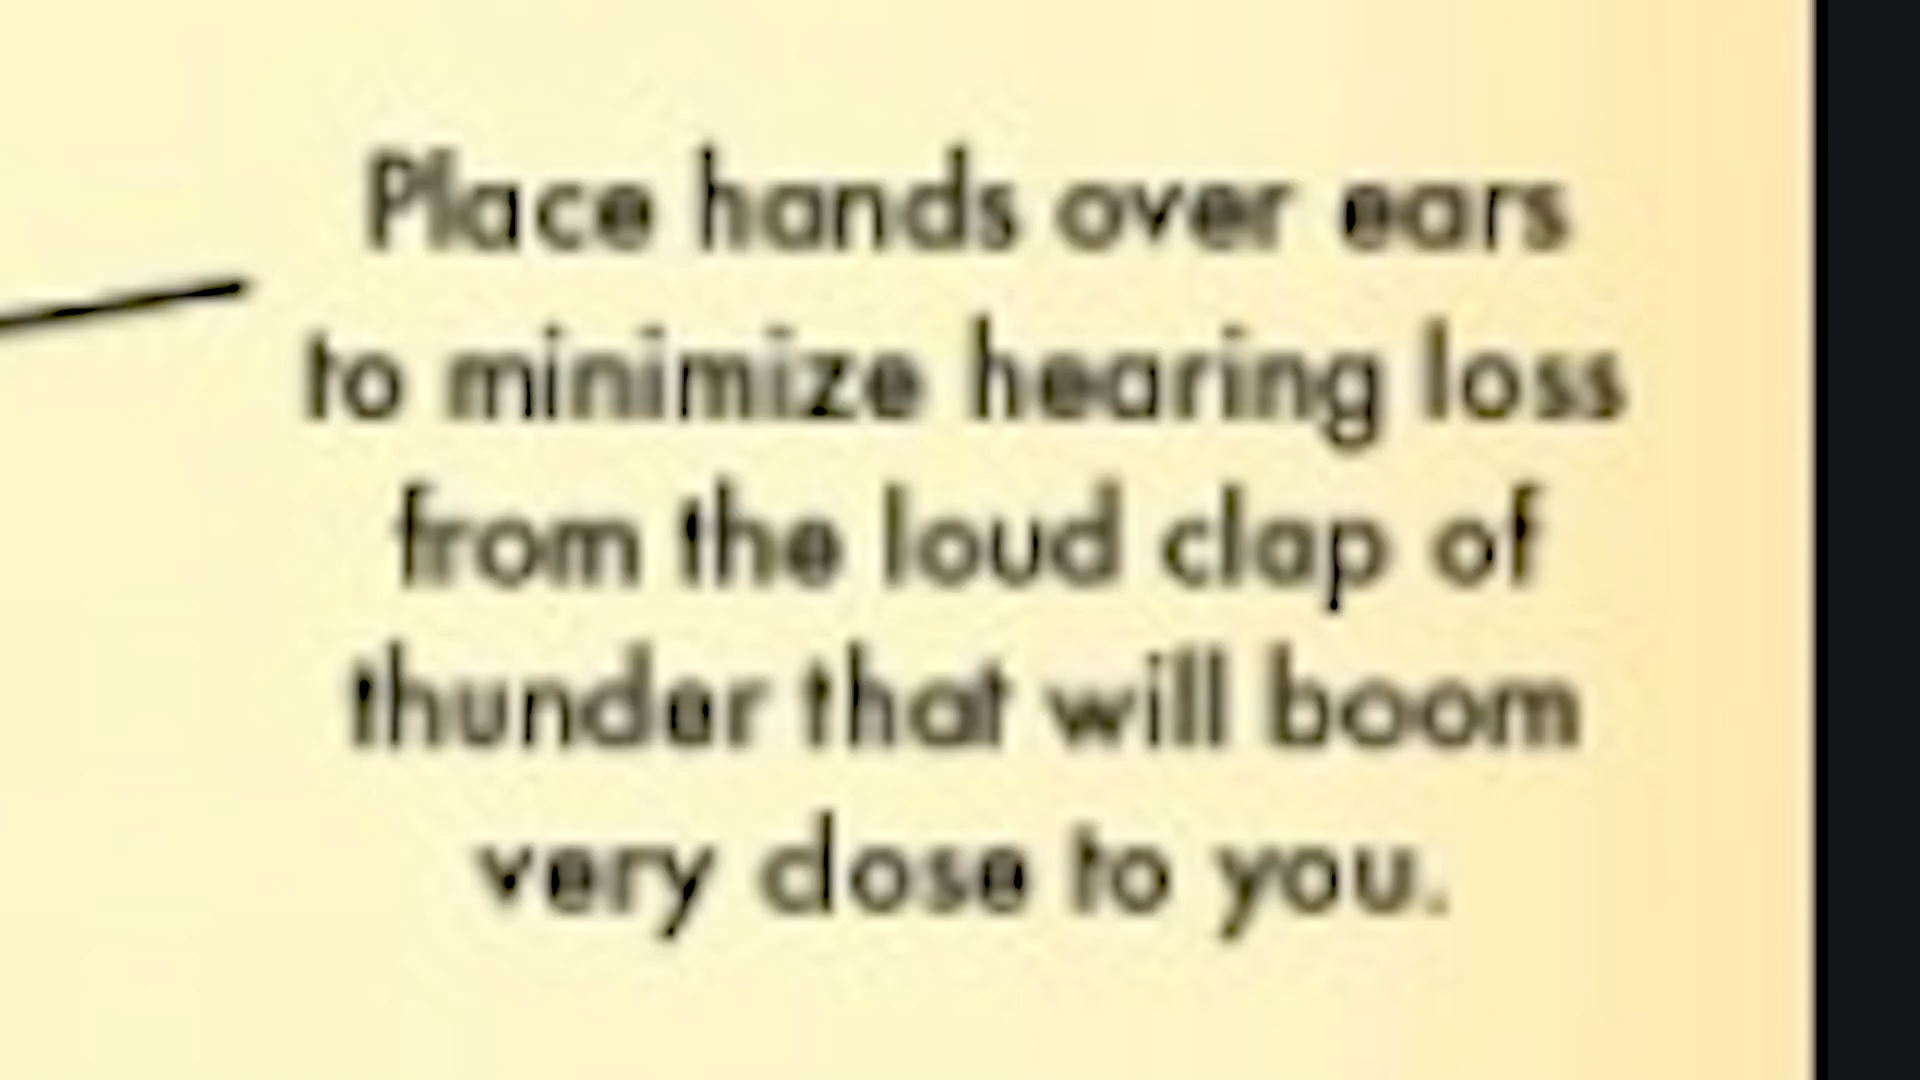 Place hands over ears
to minimize hearing loss
from the loud clap of
thunder that will boom
very close to you.